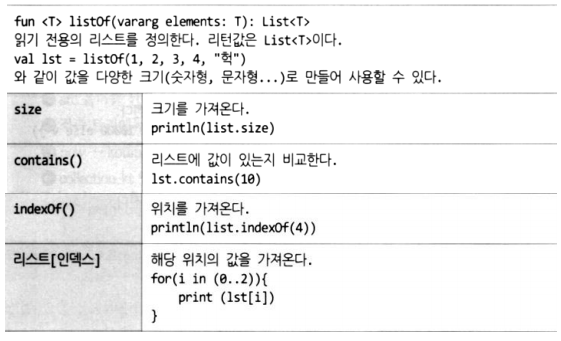 fun <T> listOf(vararg elements: T): List<T>
읽기 전용의 리스트를 정의한다. 리턴값은 List<T>이다.
val lst = listOf(1, 2, 3, 4, "헉")
와 같이 값을 다양한 크기(숫자형, 문자형...)로 만들어 사용할 수 있다.
size
크기를 가져온다.
println(list.size)
contains()
리스트에 값이 있는지 비교한다.
lst.contains(10)
indexOf()
위치를 가져온다.
println(list.indexOf(4))
리스트[인덱스]
해당 위치의 값을 가져온다.
for(i in (0..2)){
    print (lst[i])
}